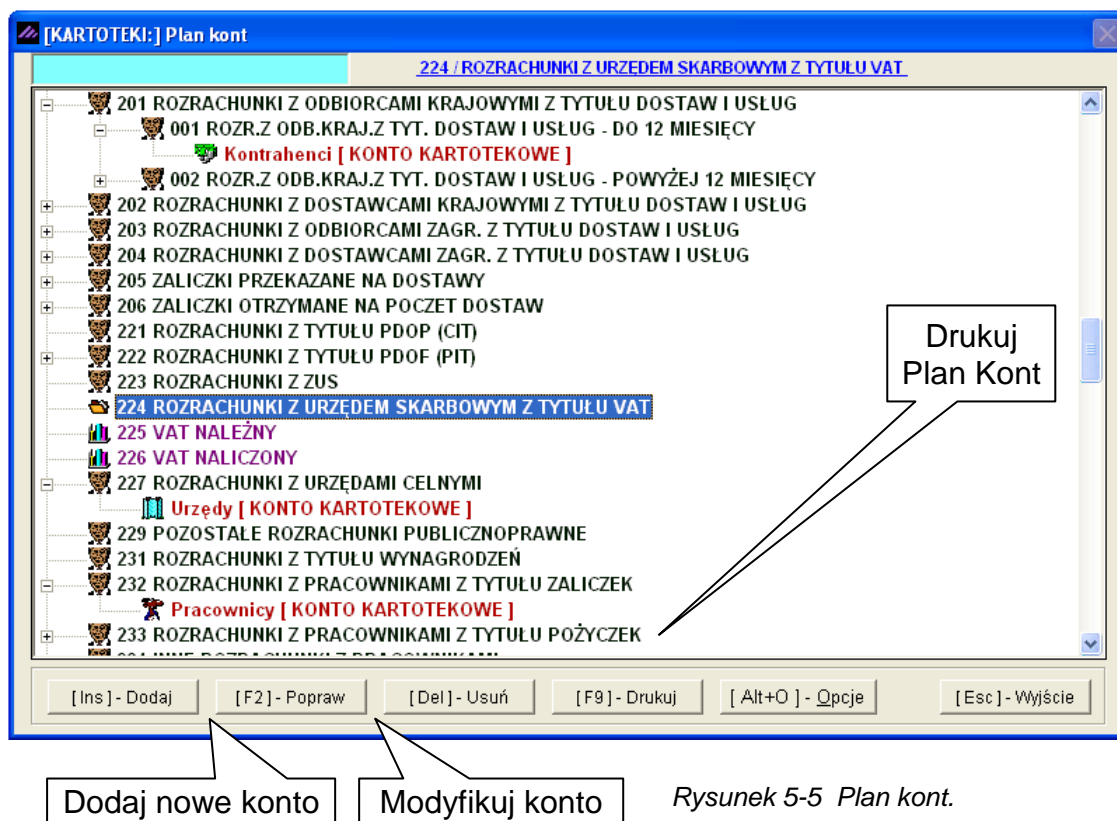 [KARTOTEKI:] Plan kont
224 / ROZRACHUNKI Z URZĘDEM SKARBOWYM Z TYTUŁU VAT
201 ROZRACHUNKI Z ODBIORCAMI KRAJOWYMI Z TYTUŁU DOSTAW I USŁUG
001 ROZR.Z ODB.KRAJ.Z TYT. DOSTAW I USŁUG - DO 12 MIESIĘCY
Kontrahenci [ KONTO KARTOTEKOWE ]
002 ROZR.Z ODB.KRAJ.Z TYT. DOSTAW I USŁUG - POWYŻEJ 12 MIESIĘCY
202 ROZRACHUNKI Z DOSTAWCAMI KRAJOWYMI Z TYTUŁU DOSTAW I USŁUG
203 ROZRACHUNKI Z ODBIORCAMI ZAGR. Z TYTUŁU DOSTAW I USŁUG
204 ROZRACHUNKI Z DOSTAWCAMI ZAGR. Z TYTUŁU DOSTAW I USŁUG
205 ZALICZKI PRZEKAZANE NA DOSTAWY
206 ZALICZKI OTRZYMANE NA POCZET DOSTAW
221 ROZRACHUNKI Z TYTUŁU PDOP (CIT)
222 ROZRACHUNKI Z TYTUŁU PDOF (PIT)
223 ROZRACHUNKI Z ZUS
224 ROZRACHUNKI Z URZĘDEM SKARBOWYM Z TYTUŁU VAT
225 VAT NALEŻNY
226 VAT NALICZONY
227 ROZRACHUNKI Z URZĘDAMI CELNYMI
Urzędy [ KONTO KARTOTEKOWE ]
229 POZOSTAŁE ROZRACHUNKI PUBLICZNOPRAWNE
231 ROZRACHUNKI Z TYTUŁU WYNAGRODZEŃ
232 ROZRACHUNKI Z PRACOWNIKAMI Z TYTUŁU ZALICZEK
Pracownicy [ KONTO KARTOTEKOWE ]
233 ROZRACHUNKI Z PRACOWNIKAMI Z TYTUŁU POŻYCZEK
Drukuj
Plan Kont
[Ins] - Dodaj
[F2] - Popraw
[Del] - Usuń
[F9] - Drukuj
[ Alt+O ] - Opcje
[Esc] - Wyjście
Dodaj nowe konto
Modyfikuj konto
Rysunek 5-5 Plan kont.